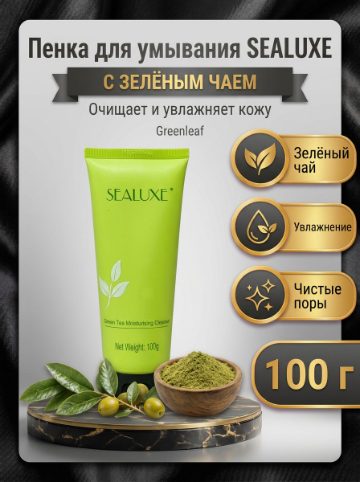 Пенка для умывания SEALUXE
С ЗЕЛЁНЫМ ЧАЕМ
Очищает и увлажняет кожу
Greenleaf
Зелёный
чай
SEALUXE®
Увлажнение
Чистые
поры
Green Tea Moisturising Cleanser
Net Weight: 100g
100 г